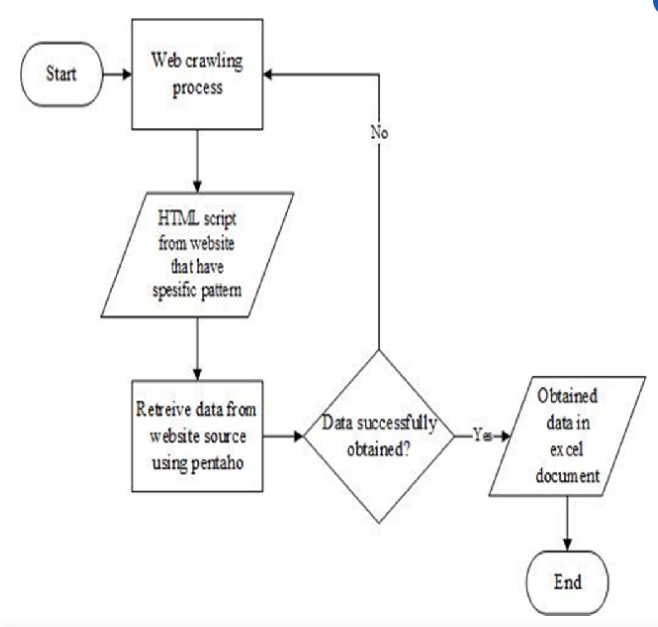 Start
Web crawling
process
No
HTML script
from website
that have
spesific pattern
Retreive data from
website source
using pentaho
Data successfully
obtained?
Yes
Obtained
data in
excel
document
End